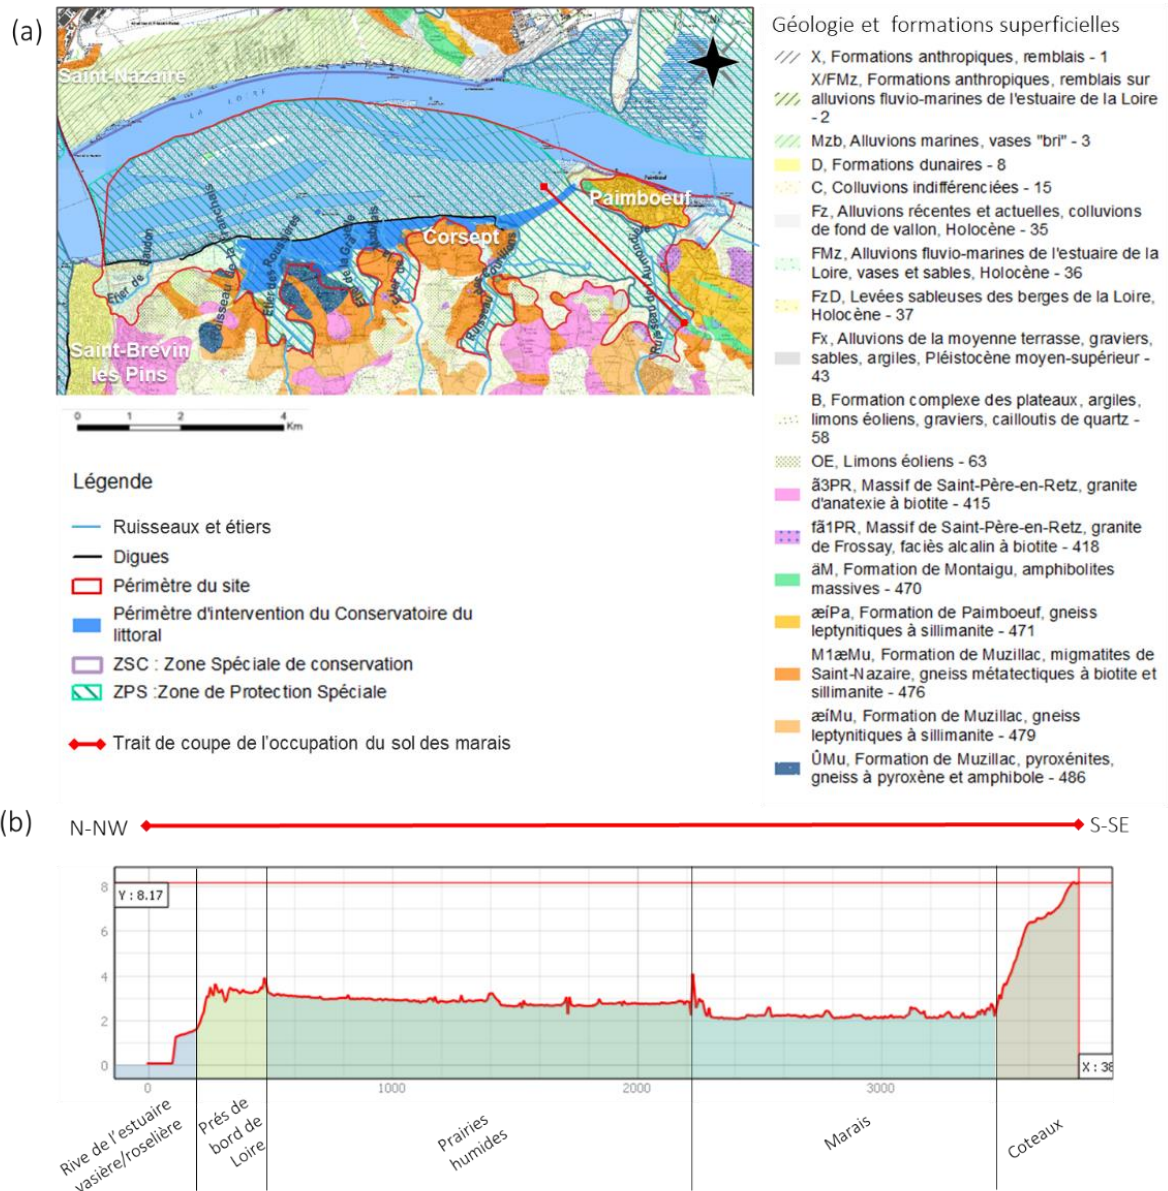 (a)
Saint-Nazaire
LA LOIRE
Paimboeuf
Paimboeuf
Corsept
Etier de Baudon
Ruisseau de la Franchais
Etier des Rousgères
Etier de la
Etier de
Ruisseau
Ruisseau
Saint-Brévin
les Pins
0 1 2 4
Km
Légende
Ruisseaux et étiers
Digues
Périmètre du site
Périmètre d'intervention du Conservatoire du
littoral
ZSC : Zone Spéciale de conservation
ZPS :Zone de Protection Spéciale
Trait de coupe de l'occupation du sol des marais
Géologie et formations superficielles
X, Formations anthropiques, remblais - 1
X/FMz, Formations anthropiques, remblais sur
alluvions fluvio-marines de l'estuaire de la Loire
- 2
Mzb, Alluvions marines, vases "bri" - 3
D, Formations dunaires - 8
C, Colluvions indifférenciées - 15
Fz, Alluvions récentes et actuelles, colluvions
de fond de vallon, Holocène - 35
FMz, Alluvions fluvio-marines de l'estuaire de la
Loire, vases et sables, Holocène - 36
FzD, Levées sableuses des berges de la Loire,
Holocène - 37
Fx, Alluvions de la moyenne terrasse, graviers,
sables, argiles, Pléistocène moyen-supérieur -
43
B, Formation complexe des plateaux, argiles,
limons éoliens, graviers, cailloutis de quartz -
58
OE, Limons éoliens - 63
ã3PR, Massif de Saint-Père-en-Retz, granite
d'anatexie à biotite - 415
fã1PR, Massif de Saint-Père-en-Retz, granite
de Frossay, faciès alcalin à biotite - 418
äM, Formation de Montaigu, amphibolites
massives - 470
æíPa, Formation de Paimboeuf, gneiss
leptynitiques à sillimanite - 471
M1æMu, Formation de Muzillac, migmatites de
Saint-Nazaire, gneiss métatectiques à biotite et
sillimanite - 476
æíMu, Formation de Muzillac, gneiss
leptynitiques à sillimanite - 479
ÛMu, Formation de Muzillac, pyroxénites,
gneiss à pyroxène et amphibole - 486
(b)
N-NW
S-SE
8
Y : 8.17
6
4
2
0
X : 38
0 1000 2000 3000
Rive de l'estuaire
vasière/roselière
Prés de
bord de
Loire
Prairies
humides
Marais
Coteaux